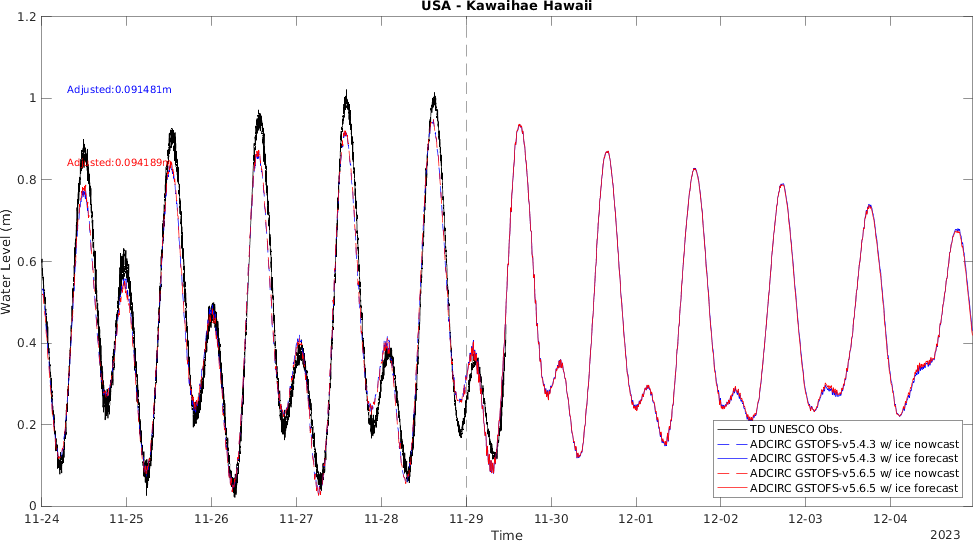 USA - Kawaihae Hawaii
1.2
Adjusted:0.091481m
1
Adjusted:0.094189m
0.8
0.6
Water Level (m)
0.4
0.2
0
TD UNESCO Obs.
ADCIRC GSTOFS-v5.4.3 w/ ice nowcast
ADCIRC GSTOFS-v5.4.3 w/ ice forecast
ADCIRC GSTOFS-v5.6.5 w/ ice nowcast
ADCIRC GSTOFS-v5.6.5 w/ ice forecast
11-24 11-25 11-26 11-27 11-28 11-29 11-30 12-01 12-02 12-03 12-04
Time
2023